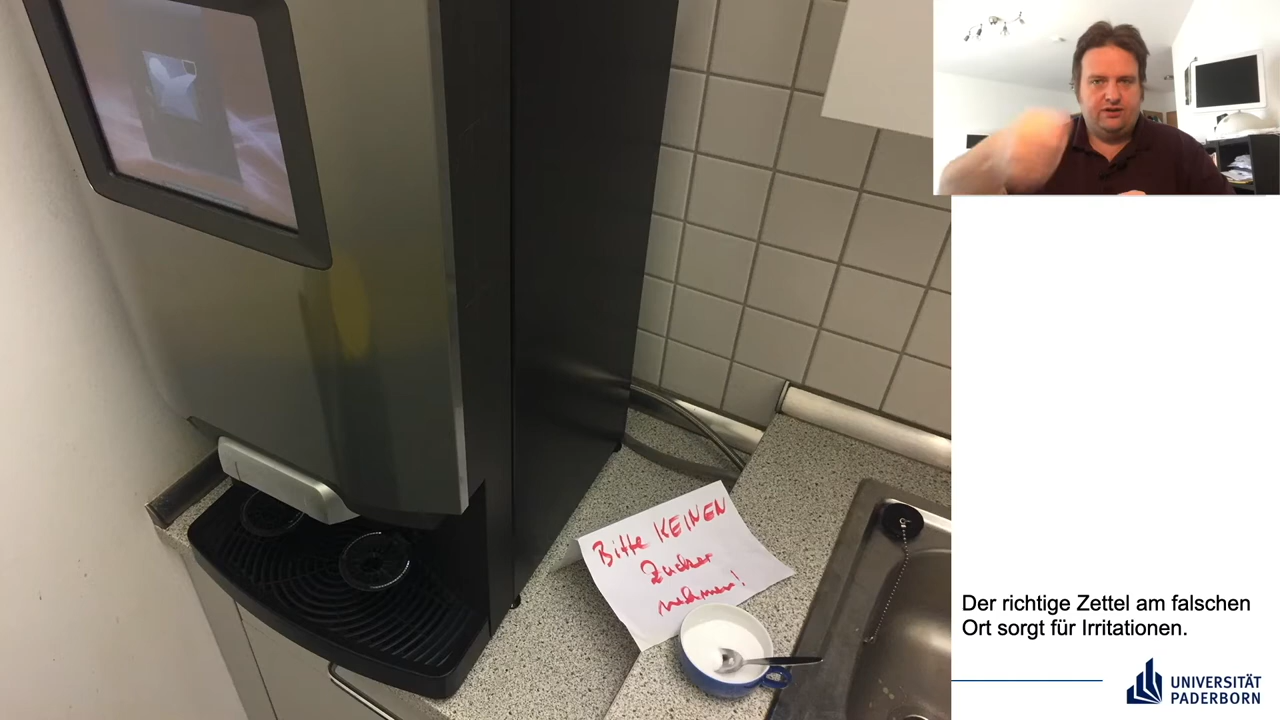 Bitte KEINEN
Zucker
nehmen!
Der richtige Zettel am falschen
Ort sorgt für Irritationen.
UNIVERSITÄT
PADERBORN